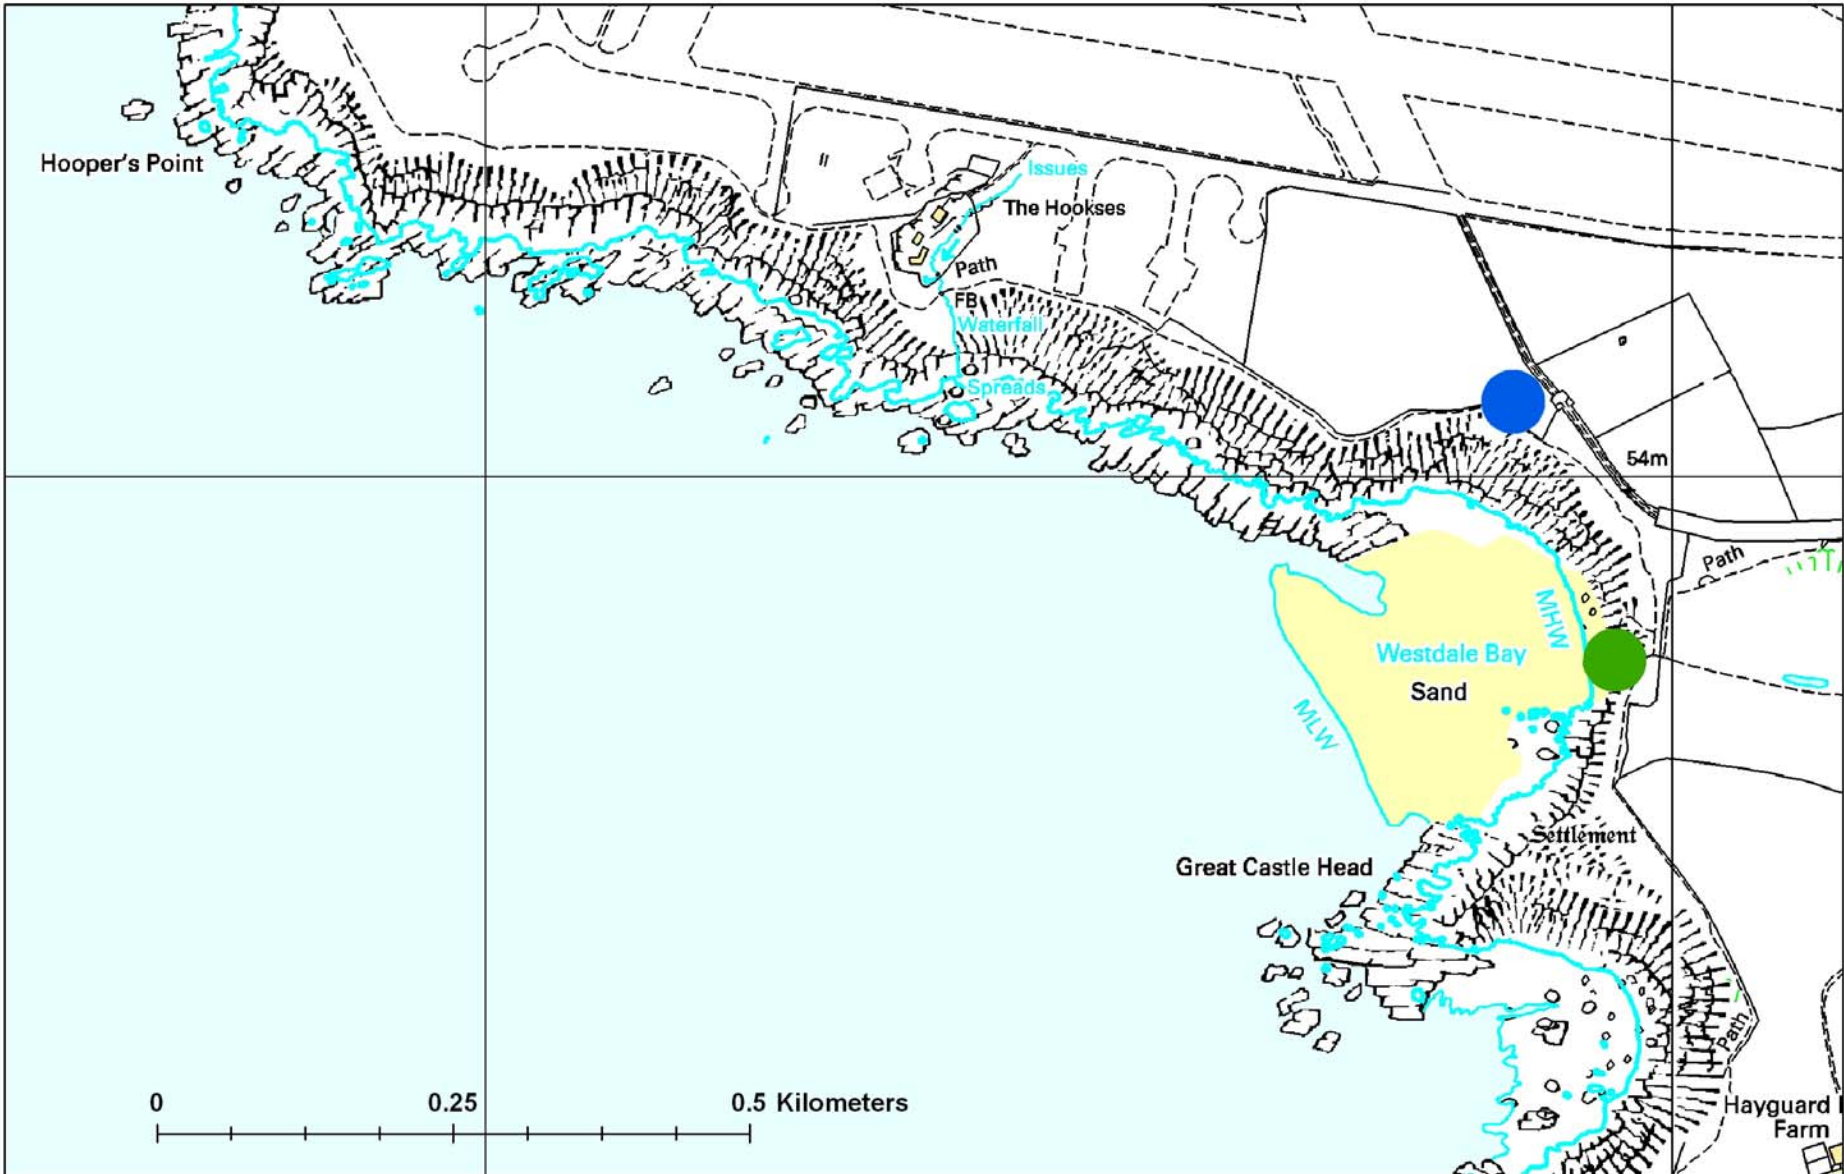 Hooper's Point
Issues
The Hookses
Path
FB
Waterfall
Spreads
54m
Path
MHW
Westdale Bay
Sand
MLW
Settlement
Great Castle Head
Path
0 0.25 0.5 Kilometers
Hayguard
Farm